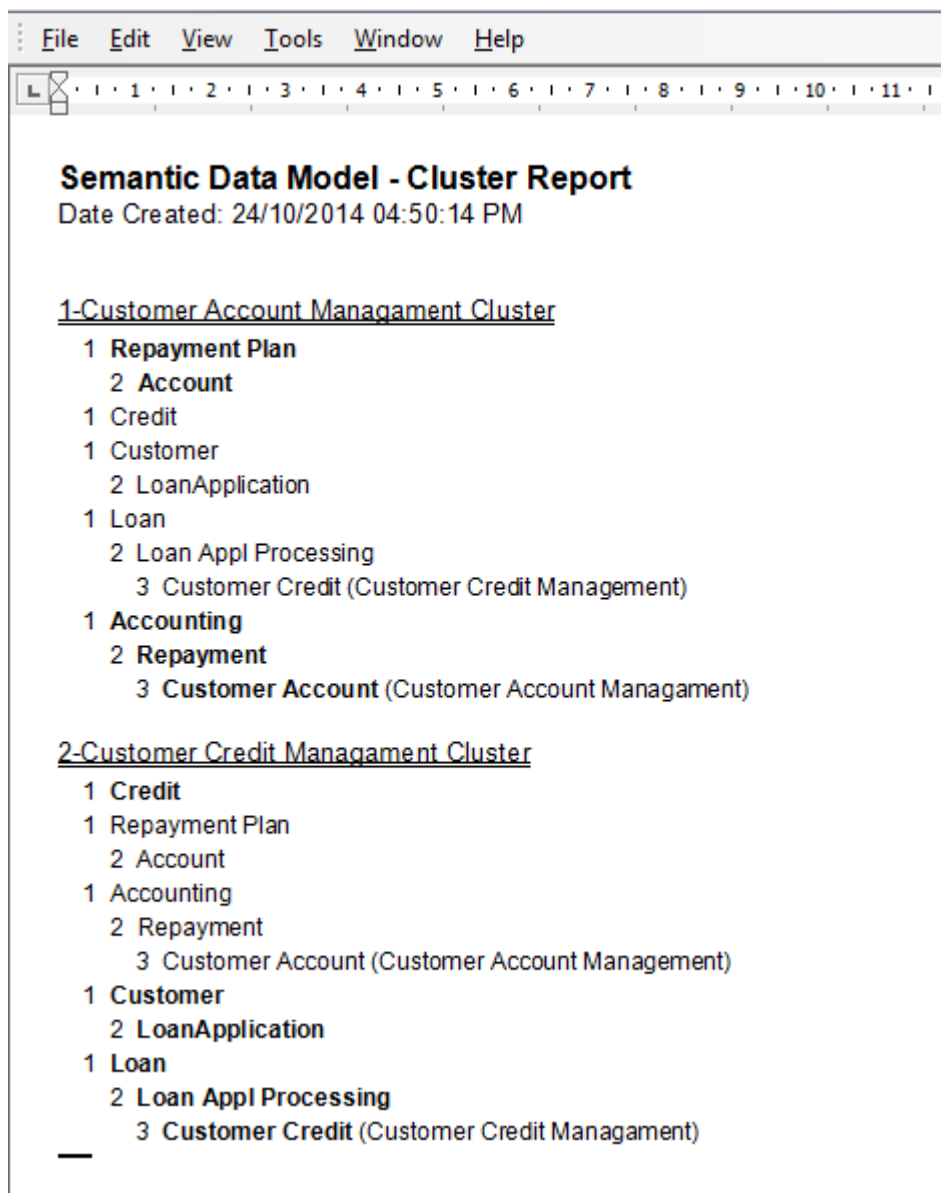 File Edit View Tools Window Help
1 2 3 4 5 6 7 8 9 10 11
Semantic Data Model - Cluster Report
Date Created: 24/10/2014 04:50:14 PM
1-Customer Account Managament Cluster
1 Repayment Plan
2 Account
1 Credit
1 Customer
2 LoanApplication
1 Loan
2 Loan Appl Processing
3 Customer Credit (Customer Credit Management)
1 Accounting
2 Repayment
3 Customer Account (Customer Account Managament)
2-Customer Credit Managament Cluster
1 Credit
1 Repayment Plan
2 Account
1 Accounting
2 Repayment
3 Customer Account (Customer Account Management)
1 Customer
2 LoanApplication
1 Loan
2 Loan Appl Processing
3 Customer Credit (Customer Credit Managament)